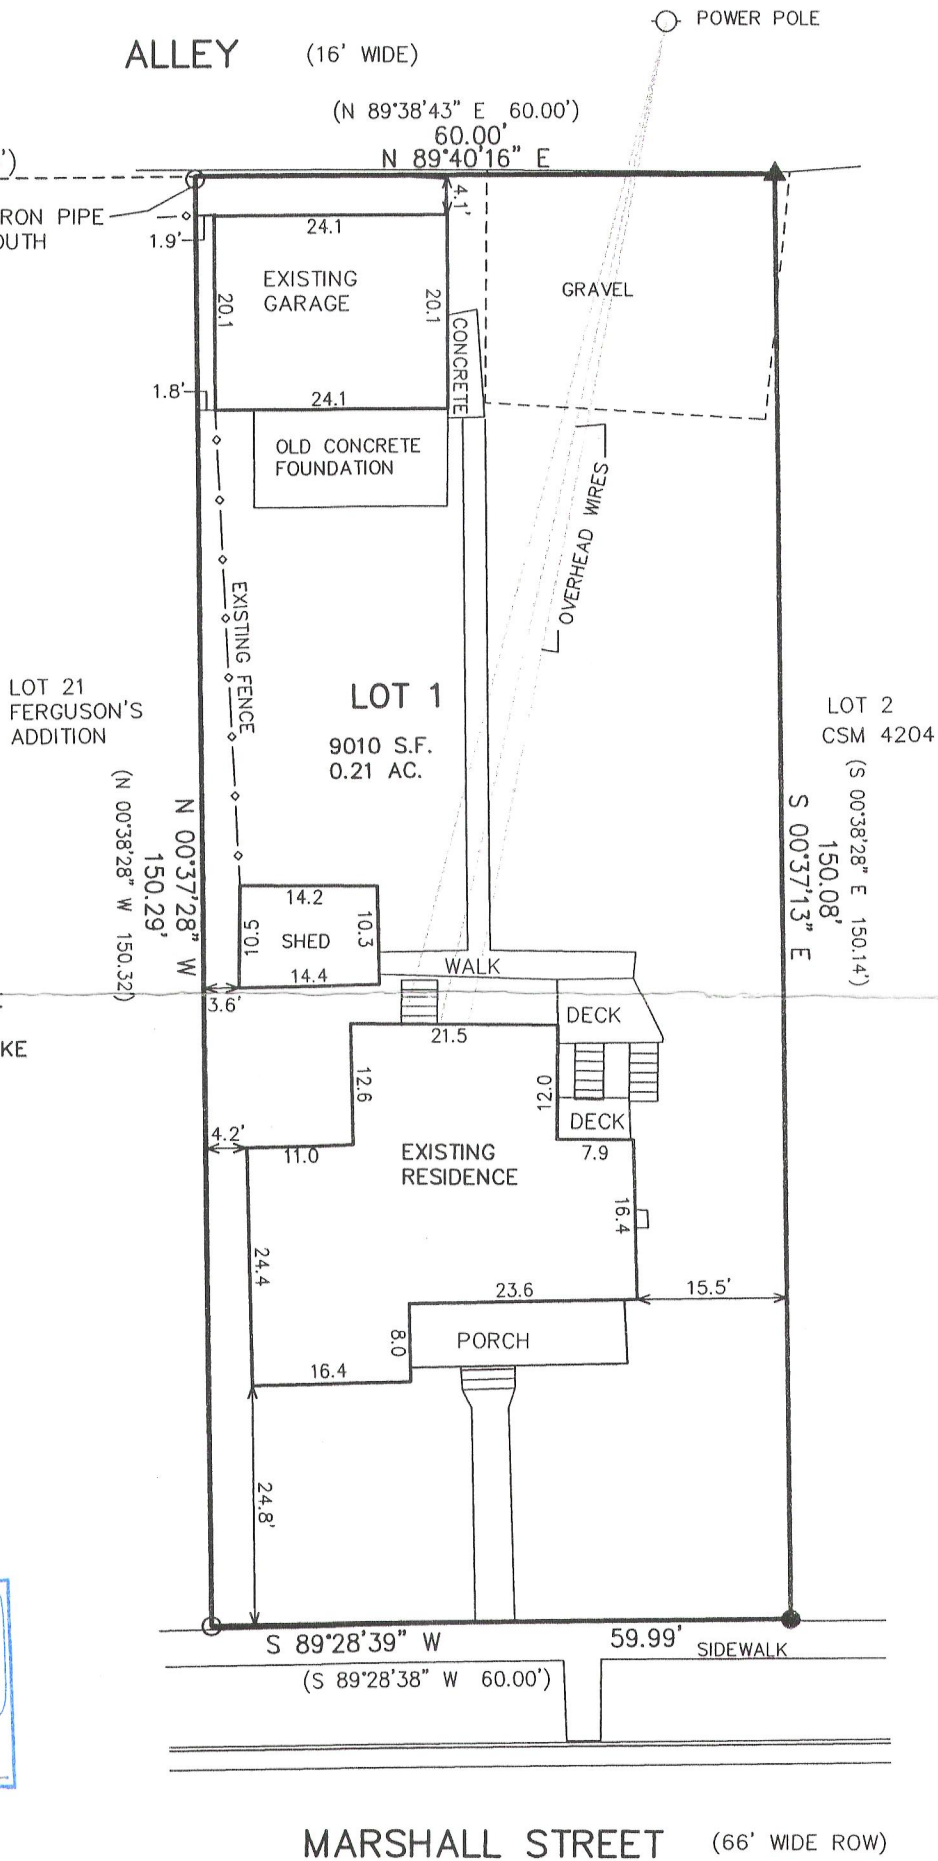 POWER POLE
ALLEY (16' WIDE)
(N 89°38'43" E 60.00')
60.00'
N 89°40'16" E
')
4.1'
RON PIPE
OUTH
1.9'
24.1
EXISTING
GARAGE
20.1
20.1
GRAVEL
CONCRETE
1.8'
24.1
OLD CONCRETE
FOUNDATION
OVERHEAD WIRES
EXISTING FENCE
LOT 21
FERGUSON'S
ADDITION
LOT 1
9010 S.F.
0.21 AC.
LOT 2
CSM 4204
(N 00°38'28" W 150.32')
150.29'
N 00°37'28" W
S 00°37'13" E
150.08'
(S 00°38'28" E 150.14')
14.2
10.5
SHED
10.3
14.4
WALK
3.6'
KE
DECK
21.5
12.6
12.0
DECK
4.2'
11.0
EXISTING
RESIDENCE
7.9
16.4
24.4
23.6
15.5'
8.0
PORCH
16.4
24.8'
S 89°28'39" W 59.99'
SIDEWALK
(S 89°28'38" W 60.00')
MARSHALL STREET (66' WIDE ROW)